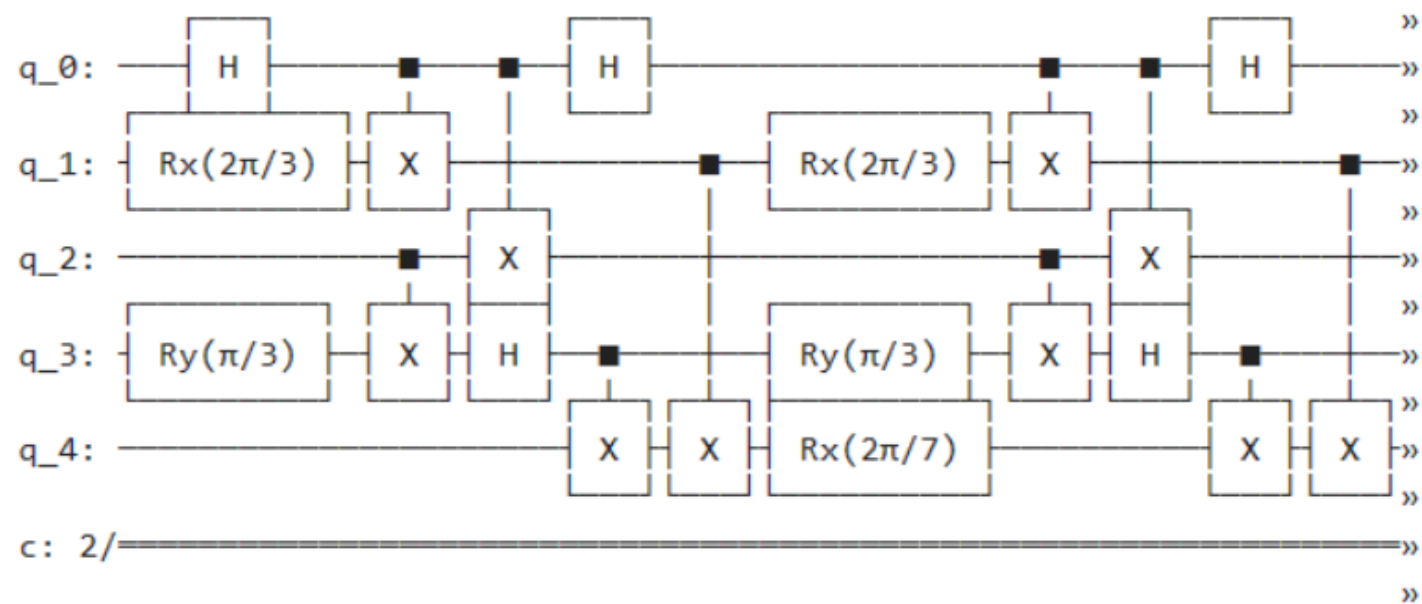 »
q_0: H H H »
»
q_1: Rx(2π/3) X Rx(2π/3) X »
»
q_2: X X »
»
q_3: Ry(π/3) X H Ry(π/3) X H »
»
q_4: X X Rx(2π/7) X X »
»
c: 2/ »
»